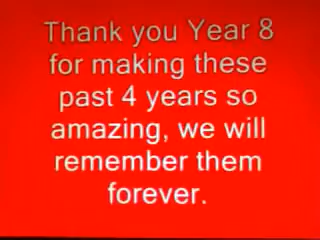 Thank you Year 8
for making these
past 4 years so
amazing, we will
remember them
forever.